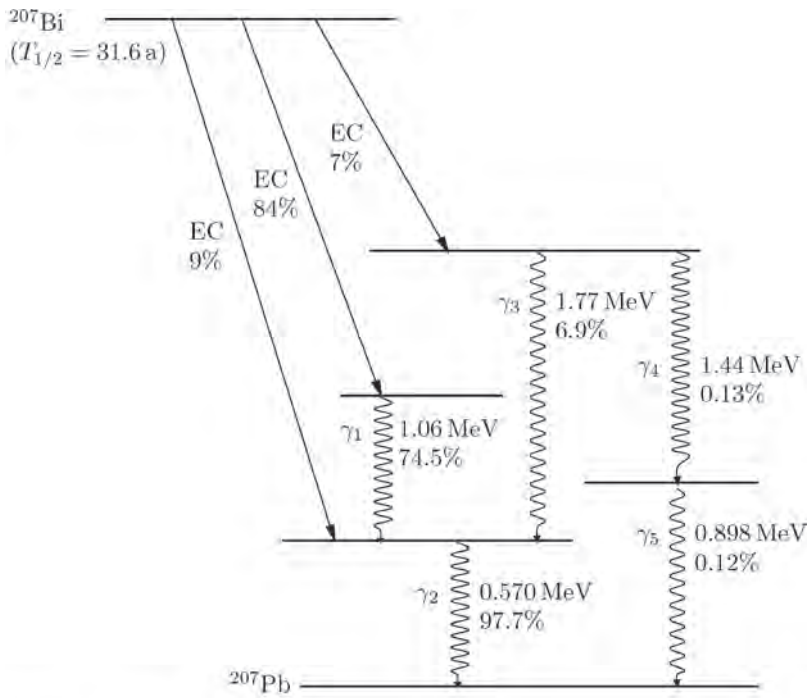 ²⁰⁷Bi
(T₁/₂ = 31.6 a)
EC
7%
EC
84%
EC
9%
γ₃
1.77 MeV
6.9%
γ₄
1.44 MeV
0.13%
γ₁
1.06 MeV
74.5%
γ₅
0.898 MeV
0.12%
γ₂
0.570 MeV
97.7%
²⁰⁷Pb